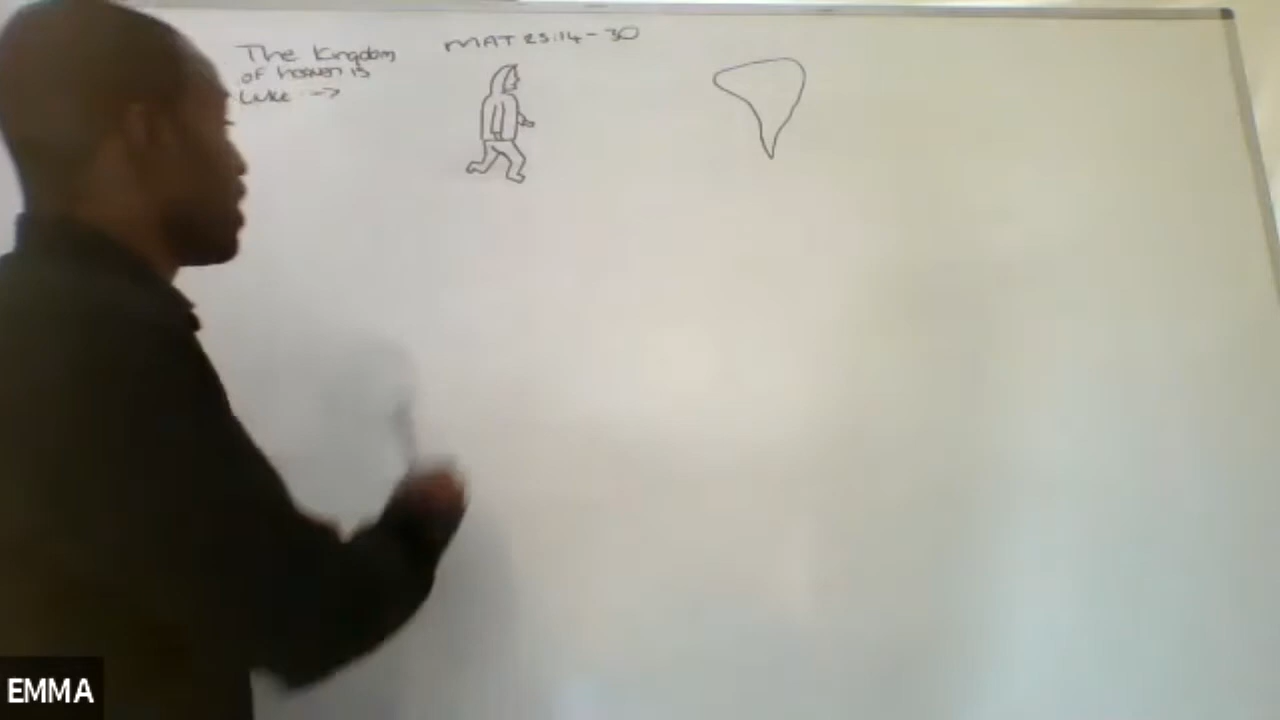 The Kingdom
of heaven is
Like -->
MAT 25:14-30
EMMA